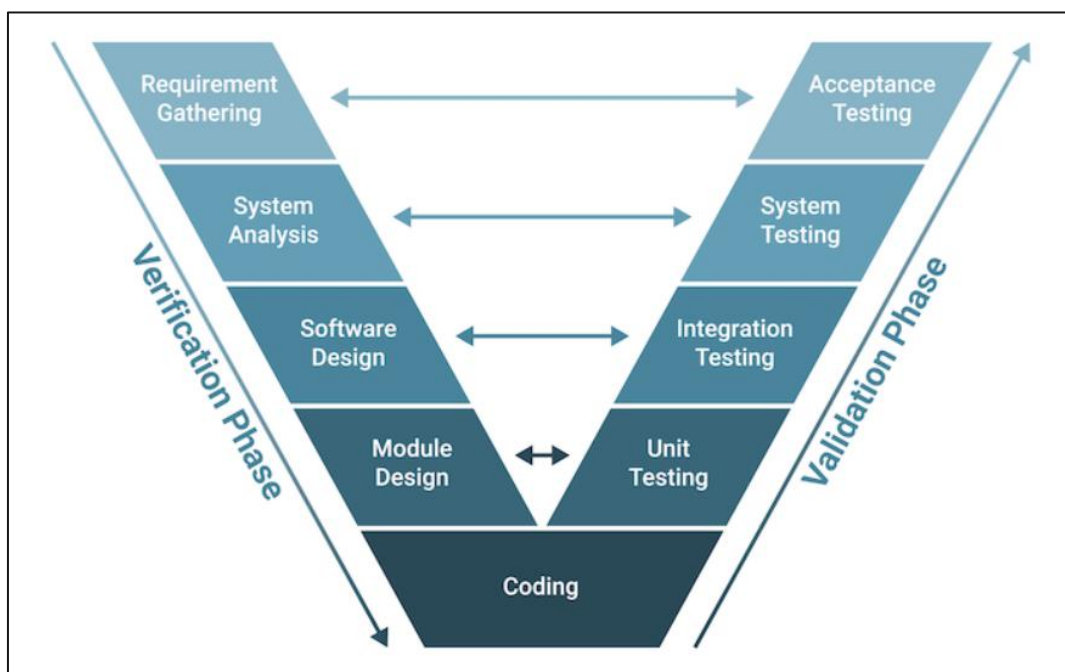 Requirement
Gathering
Acceptance
Testing
System
Analysis
System
Testing
Verification Phase
Validation Phase
Software
Design
Integration
Testing
Module
Design
Unit
Testing
Coding